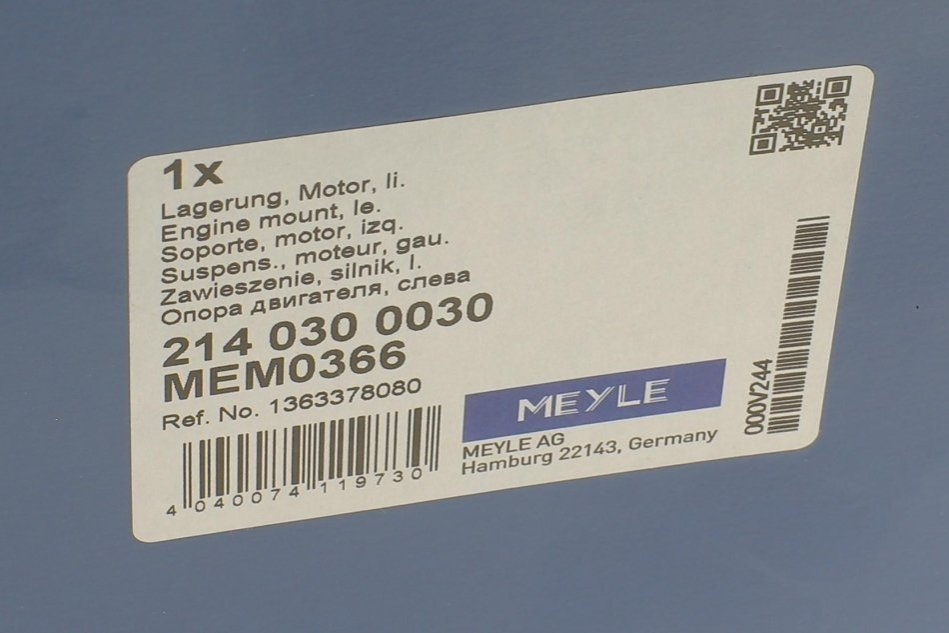 1x
Lagerung, Motor, li.
Engine mount, le.
Soporte, motor, izq.
Suspens., moteur, gau.
Zawieszenie, silnik, l.
Опора двигателя, слева
214 030 0030
MEM0366
Ref. No. 1363378080
4 040074 119730
MEYLE
MEYLE AG
Hamburg 22143, Germany
000V244